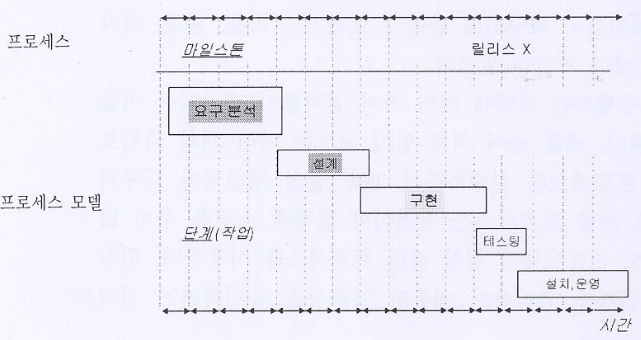 프로세스
마일스톤
릴리스 X
요구 분석
설계
구현
프로세스 모델
단계(작업)
테스팅
설치,운영
시간